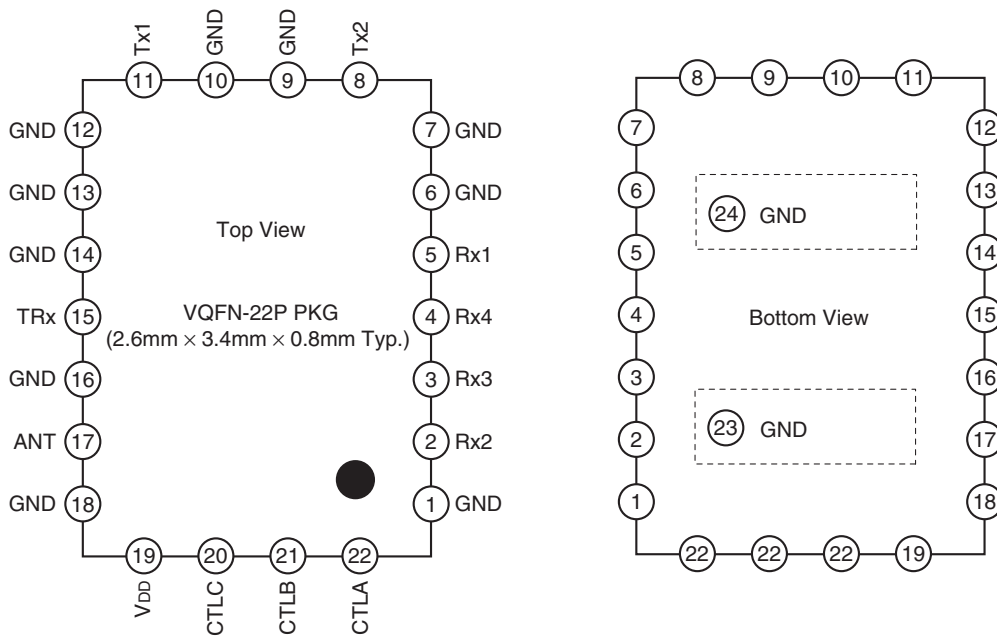 Tx1
GND
GND
Tx2
11
10
9
8
GND 12
7 GND
GND 13
6 GND
Top View
GND 14
5 Rx1
TRx 15
VQFN-22P PKG
4 Rx4
(2.6mm × 3.4mm × 0.8mm Typ.)
GND 16
3 Rx3
ANT 17
2 Rx2
GND 18
1 GND
19
20
21
22
VDD
CTLC
CTLB
CTLA
8
9
10
11
7
12
6
13
24 GND
5
14
4
Bottom View
15
3
16
23 GND
2
17
1
18
22
22
22
19